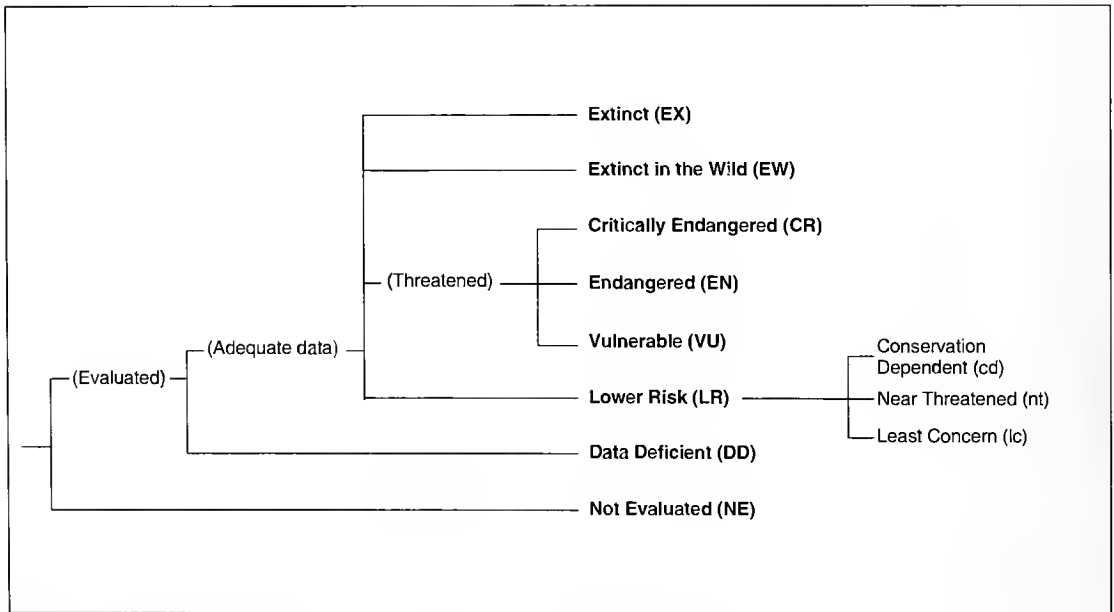 Extinct (EX)
Extinct in the Wild (EW)
Critically Endangered (CR)
(Threatened)
Endangered (EN)
Vulnerable (VU)
(Adequate data)
Conservation
Dependent (cd)
(Evaluated)
Lower Risk (LR)
Near Threatened (nt)
Least Concern (lc)
Data Deficient (DD)
Not Evaluated (NE)